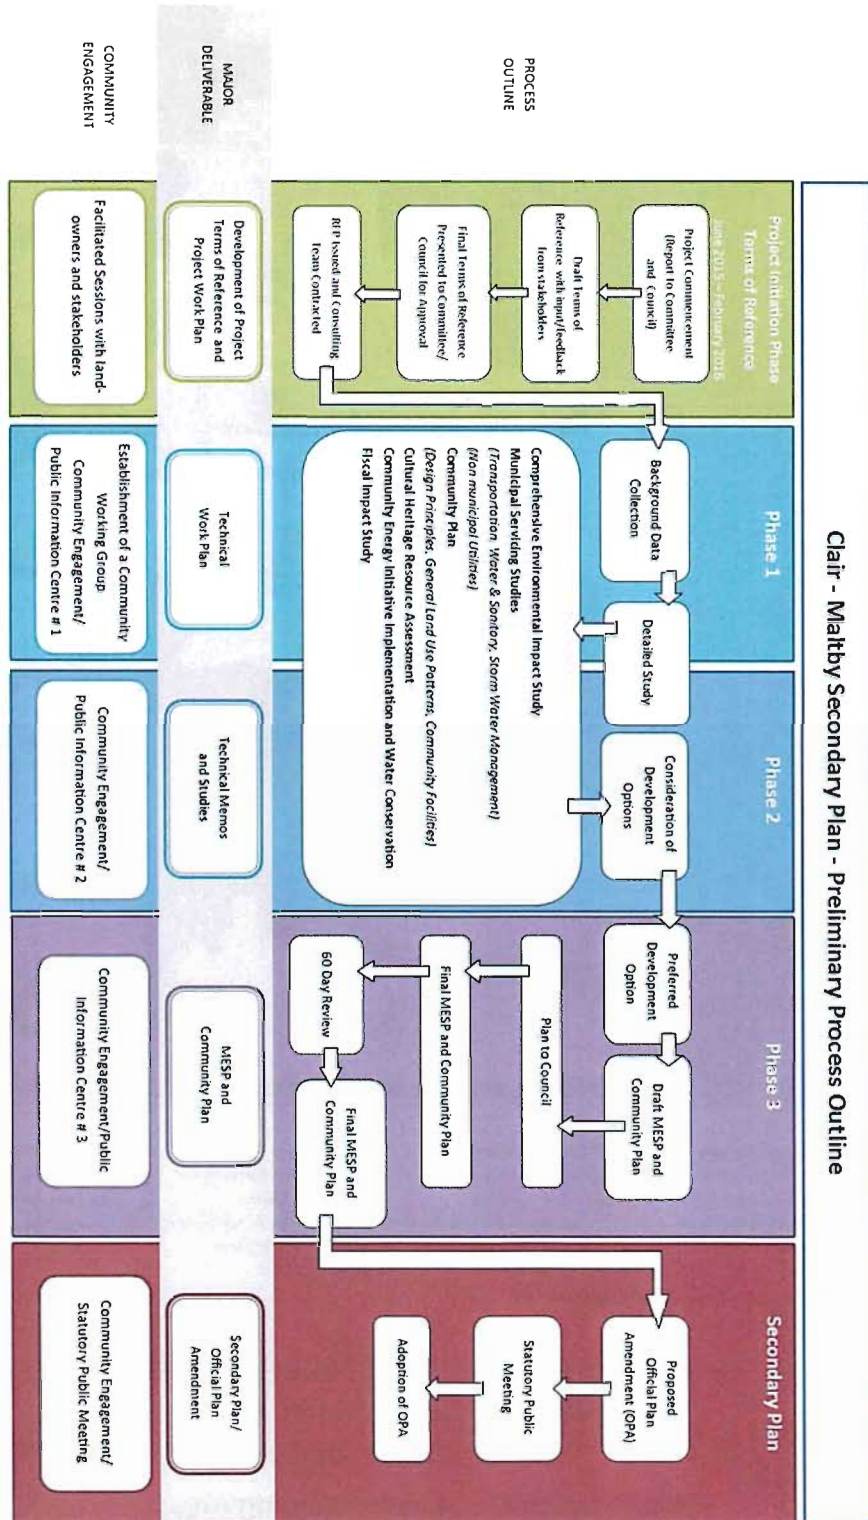 Clair - Maltby Secondary Plan - Preliminary Process Outline
PROCESS
OUTLINE
MAJOR
DELIVERABLE
COMMUNITY
ENGAGEMENT
Project Initiation Phase
Terms of Reference
June 2015 – February 2016
Project Commencement
(Report to Committee
and Council)
Draft Terms of
Reference with input/feedback
from stakeholders
Final Terms of Reference
Presented to Committee/
Council for Approval
RFP Issued and Consulting
Team Contracted
Development of Project
Terms of Reference and
Project Work Plan
Facilitated Sessions with land-
owners and stakeholders
Phase 1
Background Data
Collection
Detailed Study
Comprehensive Environmental Impact Study
Municipal Servicing Studies
(Transportation Water & Sanitary, Storm Water Management)
(Non municipal Utilities)
Community Plan
(Design Principles, General Land Use Patterns, Community Facilities)
Cultural Heritage Resource Assessment
Community Energy Initiative Implementation and Water Conservation
Fiscal Impact Study
Technical
Work Plan
Establishment of a Community
Working Group
Community Engagement/
Public Information Centre # 1
Phase 2
Consideration of
Development
Options
Technical Memos
and Studies
Community Engagement/
Public Information Centre # 2
Phase 3
Preferred
Development
Option
Draft MESP and
Community Plan
Plan to Council
Final MESP and Community Plan
60 Day Review
Final MESP and
Community Plan
MESP and
Community Plan
Community Engagement/Public
Information Centre # 3
Secondary Plan
Proposed
Official Plan
Amendment (OPA)
Statutory Public
Meeting
Adoption of OPA
Secondary Plan/
Official Plan
Amendment
Community Engagement/
Statutory Public Meeting